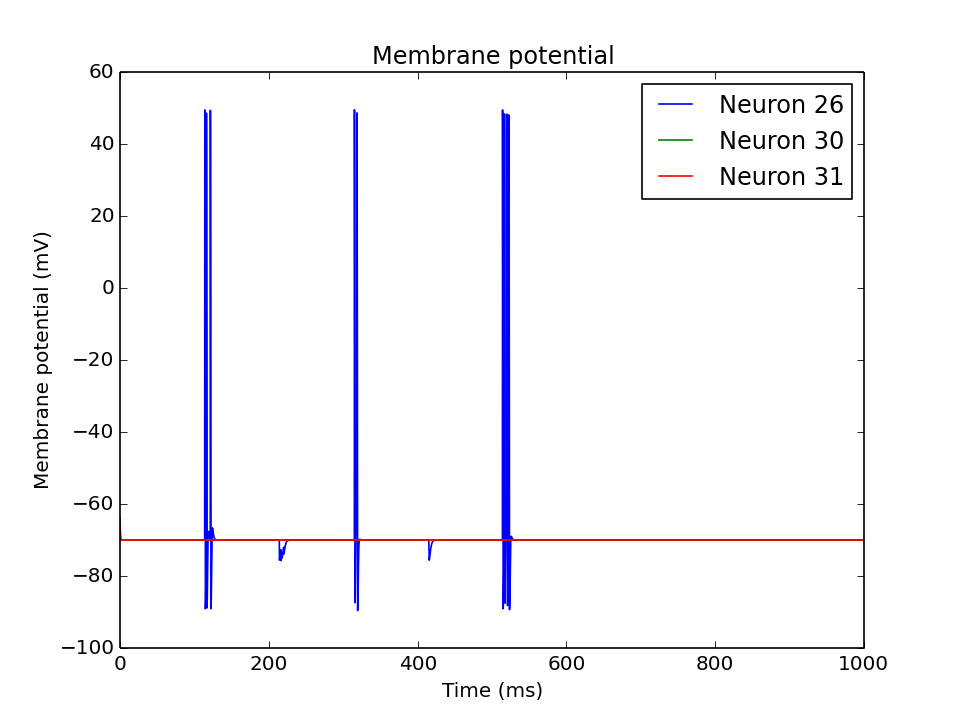 Membrane potential
Neuron 26
Neuron 30
Neuron 31
60
40
20
0
−20
−40
−60
−80
−100
Membrane potential (mV)
0 200 400 600 800 1000
Time (ms)